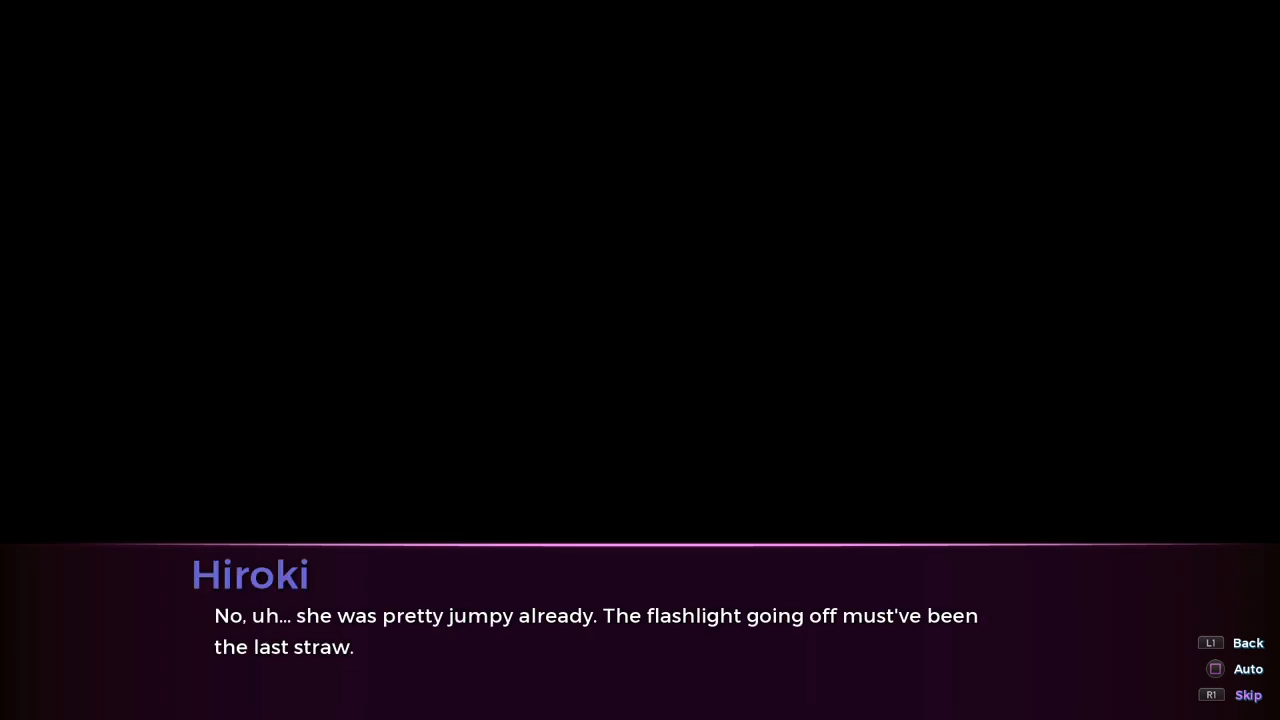 Hiroki
No, uh... she was pretty jumpy already. The flashlight going off must've been
the last straw.
L1 Back
Auto
R1 Skip